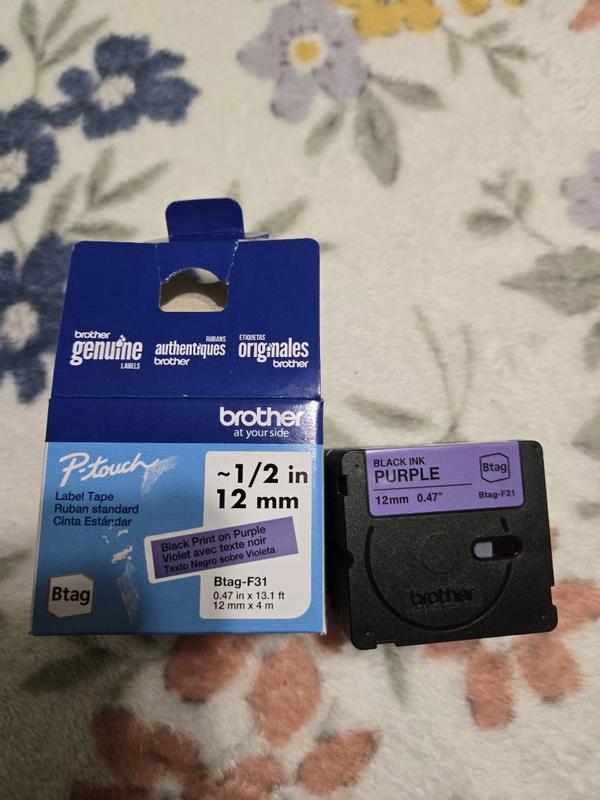 brother
genuine
LABELS
RUBANS
authentiques
brother
ETIQUETAS
originales
brother
brother
at your side
P-touch
Label Tape
Ruban standard
Cinta Estándar
~1/2 in
12 mm
Black Print on Purple
Violet avec texte noir
Texto Negro sobre Violeta
Btag
Btag-F31
0.47 in x 13.1 ft
12 mm x 4 m
BLACK INK
PURPLE
12mm 0.47"
Btag
Btag-F31
brother